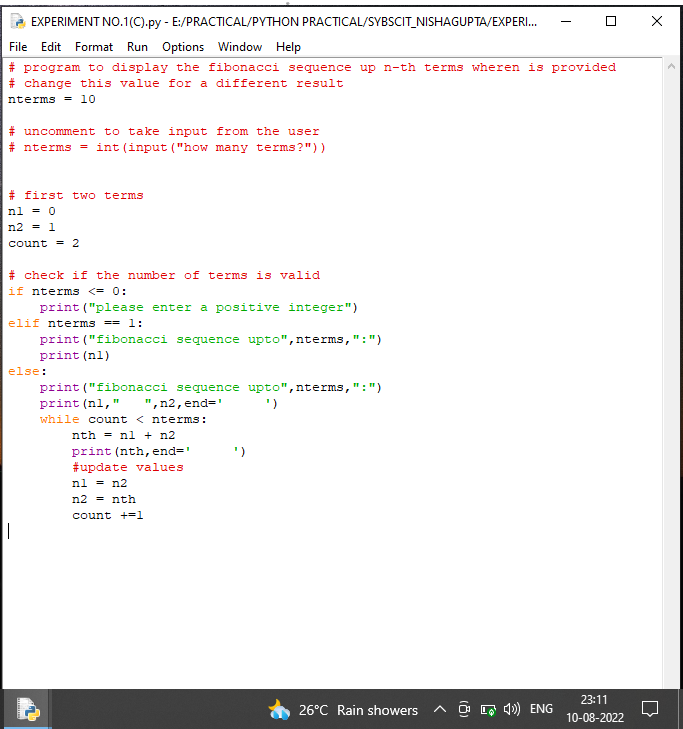 EXPERIMENT NO.1(C).py - E:/PRACTICAL/PYTHON PRACTICAL/SYBSCIT_NISHAGUPTA/EXPERI...
File Edit Format Run Options Window Help
# program to display the fibonacci sequence up n-th terms wheren is provided
# change this value for a different result
nterms = 10

# uncomment to take input from the user
# nterms = int(input("how many terms?"))


# first two terms
n1 = 0
n2 = 1
count = 2

# check if the number of terms is valid
if nterms <= 0:
    print("please enter a positive integer")
elif nterms == 1:
    print("fibonacci sequence upto",nterms,":")
    print(n1)
else:
    print("fibonacci sequence upto",nterms,":")
    print(n1,"   ",n2,end='     ')
    while count < nterms:
        nth = n1 + n2
        print(nth,end='     ')
        #update values
        n1 = n2
        n2 = nth
        count +=1
26°C Rain showers
ENG
23:11
10-08-2022